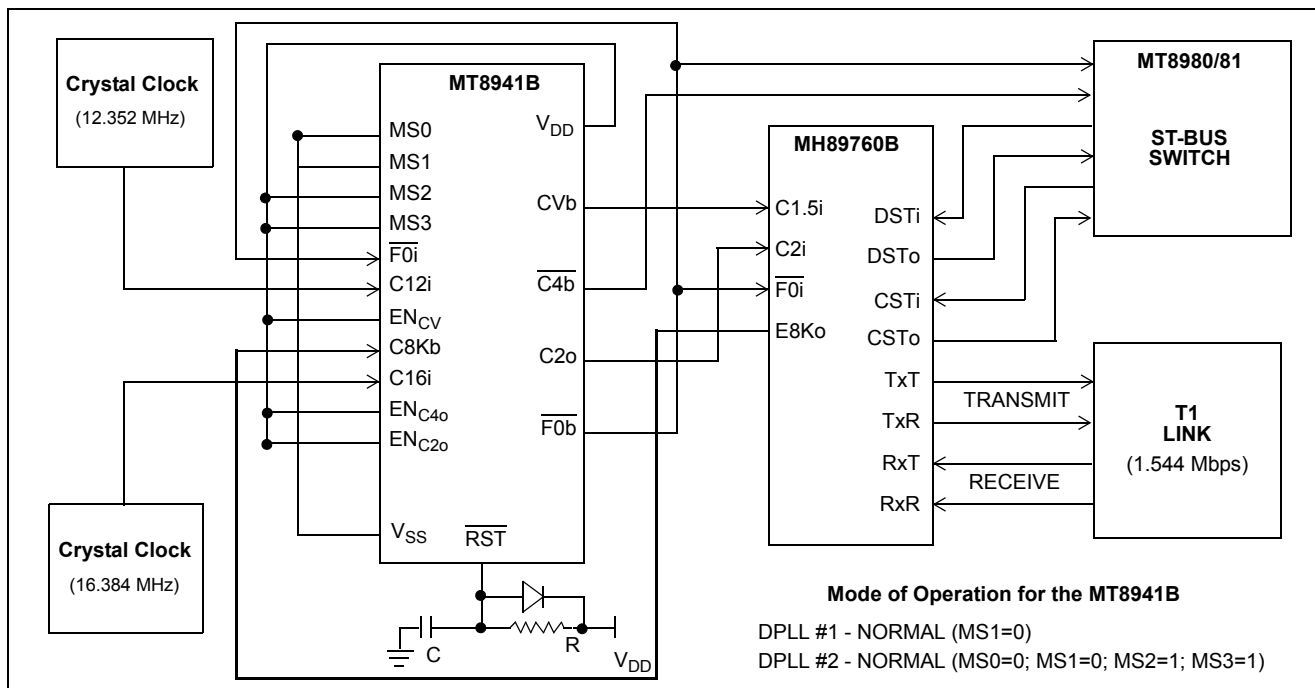 Crystal Clock
(12.352 MHz)
Crystal Clock
(16.384 MHz)
MT8941B
MS0
MS1
MS2
MS3
F0i
C12i
ENCV
C8Kb
C16i
ENC4o
ENC2o
VSS
RST
VDD
CVb
C4b
C2o
F0b
C
R
VDD
MH89760B
C1.5i
C2i
F0i
E8Ko
DSTi
DSTo
CSTi
CSTo
TxT
TxR
RxT
RxR
MT8980/81
ST-BUS
SWITCH
TRANSMIT
RECEIVE
T1
LINK
(1.544 Mbps)
Mode of Operation for the MT8941B
DPLL #1 - NORMAL (MS1=0)
DPLL #2 - NORMAL (MS0=0; MS1=0; MS2=1; MS3=1)